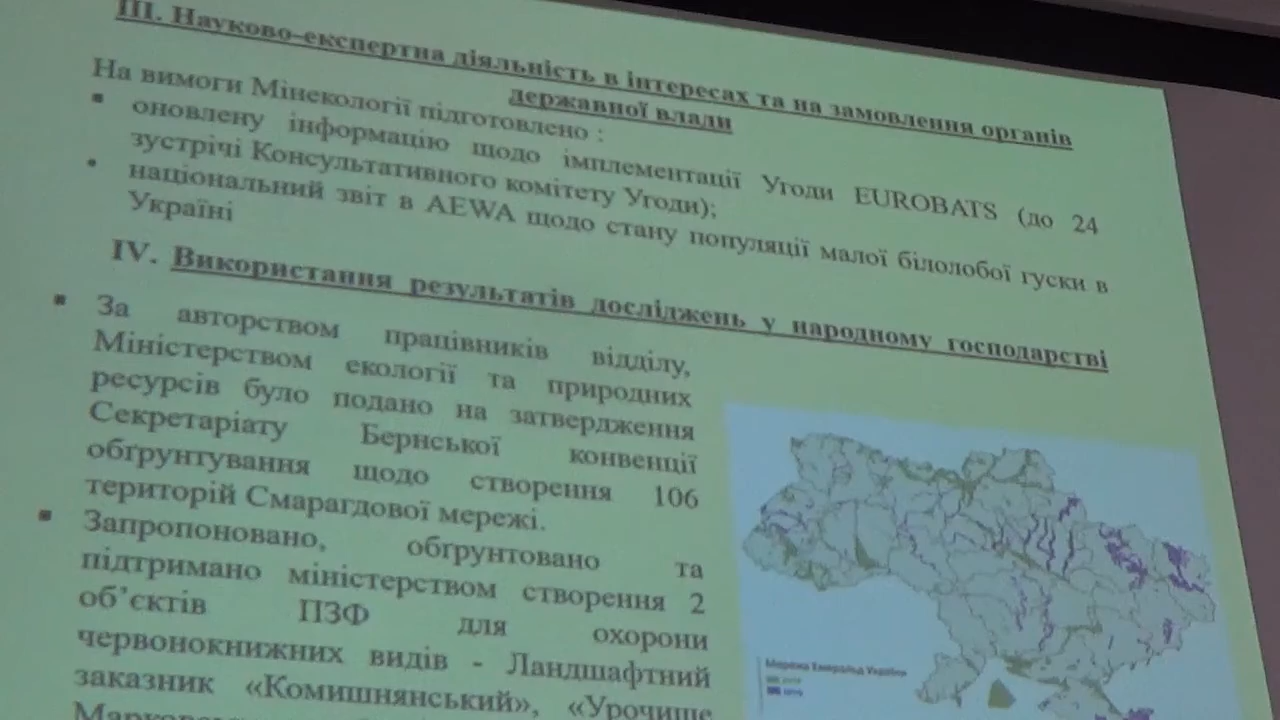 ІІІ. Науково-експертна діяльність в інтересах та на замовлення органів
державної влади
На вимоги Мінекології підготовлено :
▪ оновлену інформацію щодо імплементації Угоди EUROBATS (до 24
зустрічі Консультативного комітету Угоди);
▪ національний звіт в AEWA щодо стану популяції малої білолобої гуски в
Україні
IV. Використання результатів досліджень у народному господарстві
▪ За авторством працівників відділу,
Міністерством екології та природних
ресурсів було подано на затвердження
Секретаріату Бернської конвенції
обґрунтування щодо створення 106
територій Смарагдової мережі.
▪ Запропоновано, обґрунтовано та
підтримано міністерством створення 2
об’єктів ПЗФ для охорони
червонокнижних видів - Ландшафтний
заказник «Комишнянський», «Урочище
Мережа Емеральд України